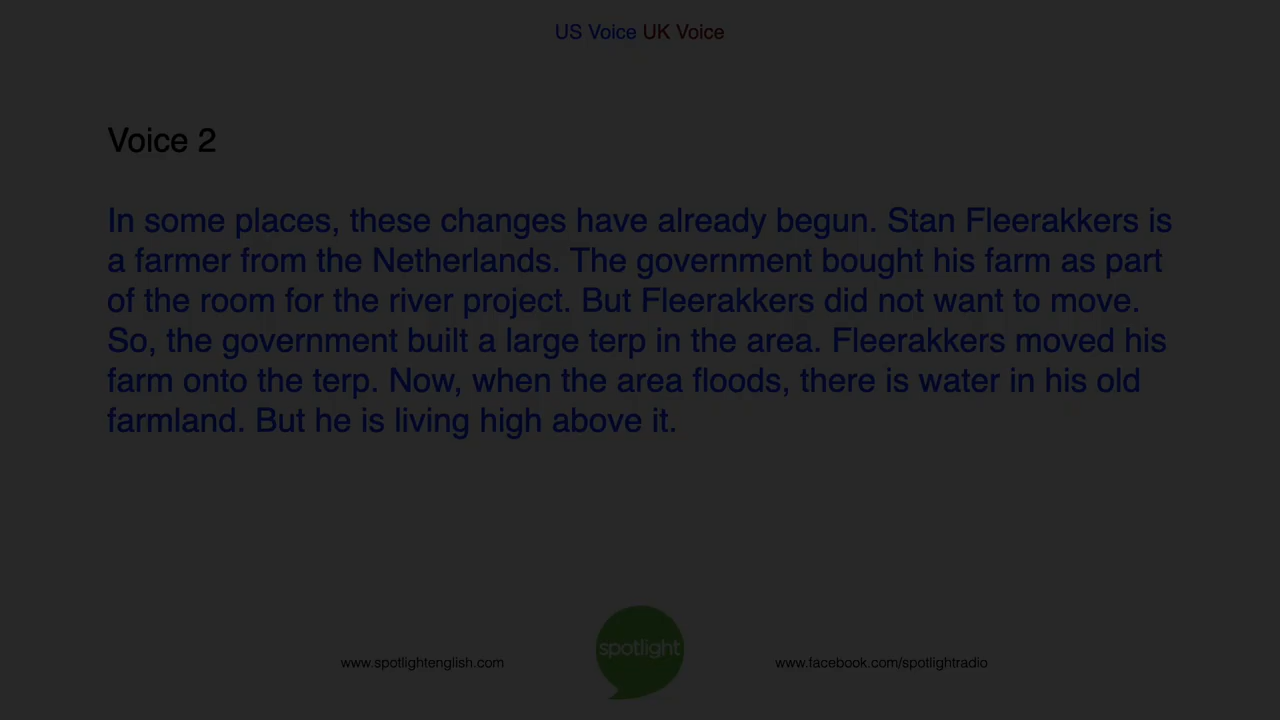 US Voice UK Voice
Voice 2
In some places, these changes have already begun. Stan Fleerakkers is
a farmer from the Netherlands. The government bought his farm as part
of the room for the river project. But Fleerakkers did not want to move.
So, the government built a large terp in the area. Fleerakkers moved his
farm onto the terp. Now, when the area floods, there is water in his old
farmland. But he is living high above it.
spotlight
www.spotlightenglish.com
www.facebook.com/spotlightradio